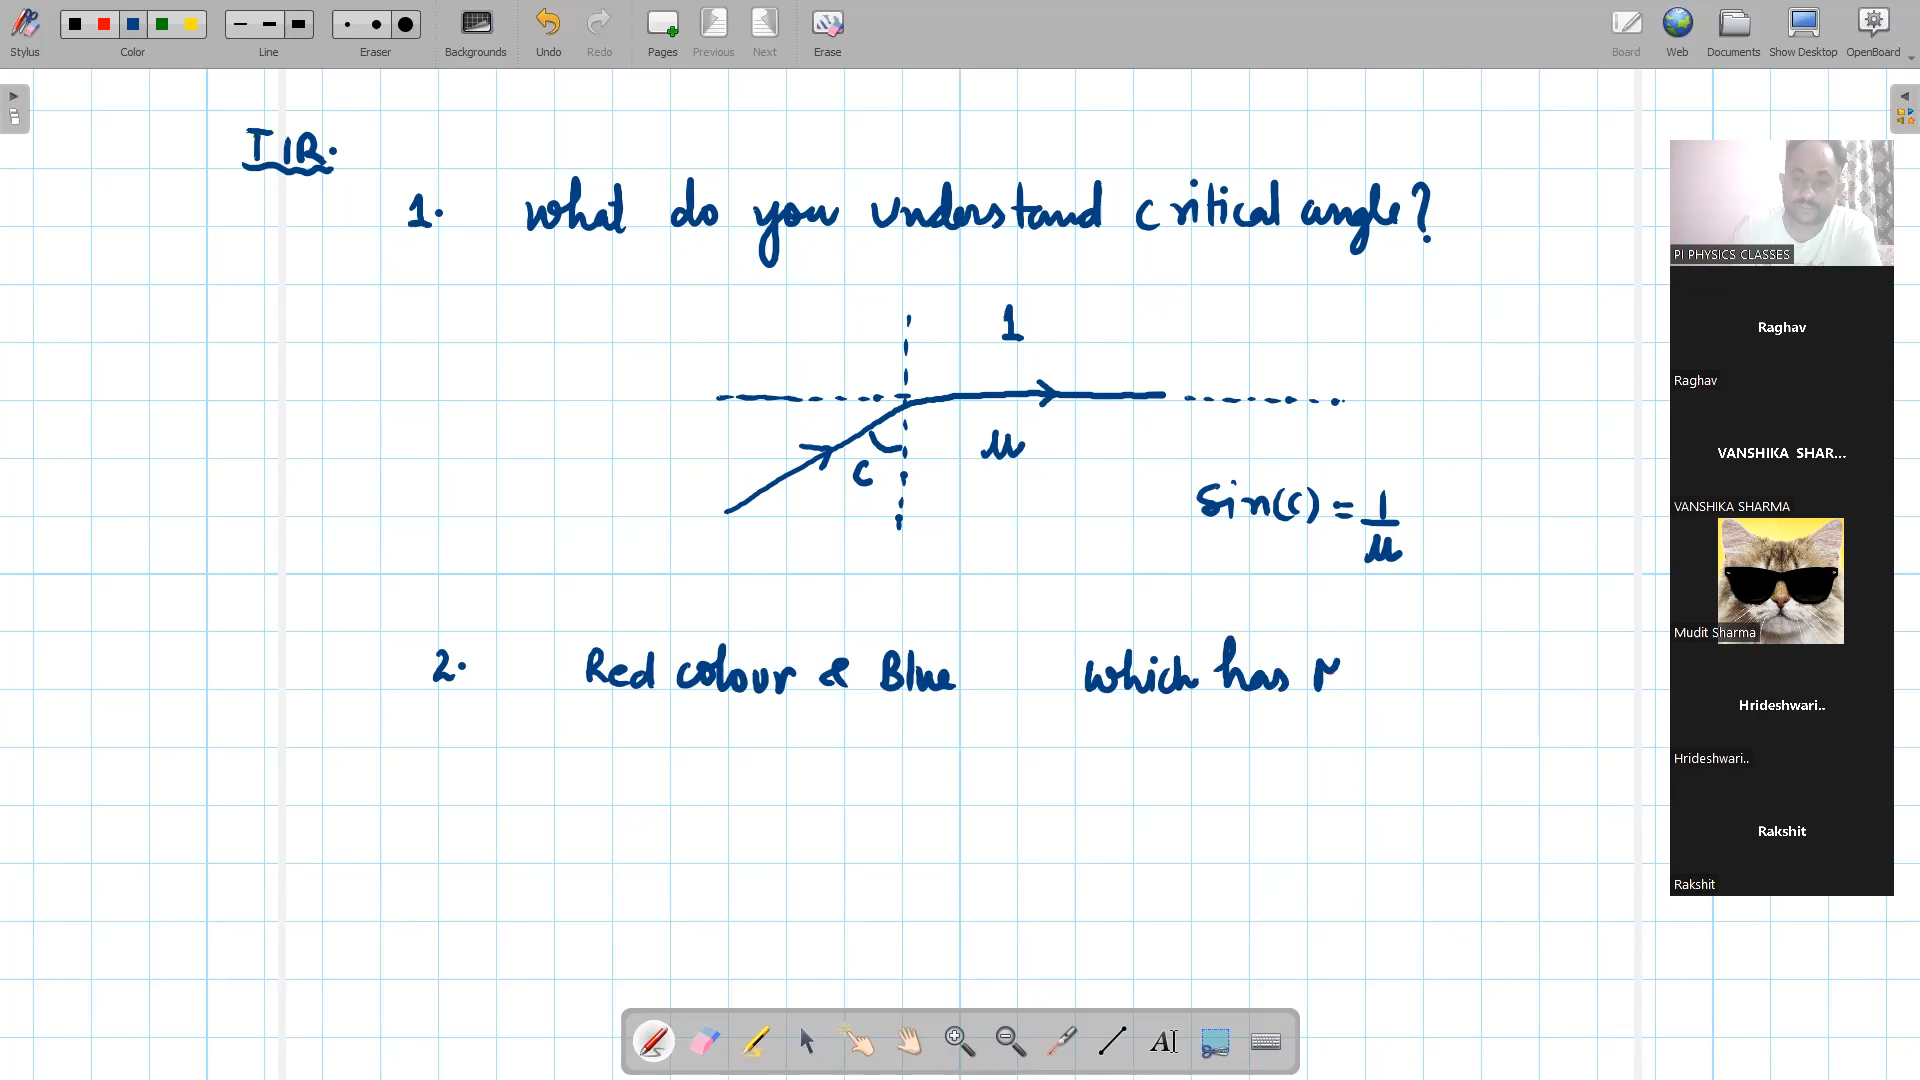 Stylus
Color
Line
Eraser
Backgrounds
Undo
Redo
Pages
Previous
Next
Erase
Board
Web
Documents
Show Desktop
OpenBoard
TIR.
1. What do you understand critical angle?
1
μ
c
Sin(c) = 1/μ
2. Red colour & Blue which has
PI PHYSICS CLASSES
Raghav
Raghav
VANSHIKA SHAR...
VANSHIKA SHARMA
Mudit Sharma
Hrideshwari..
Hrideshwari..
Rakshit
Rakshit